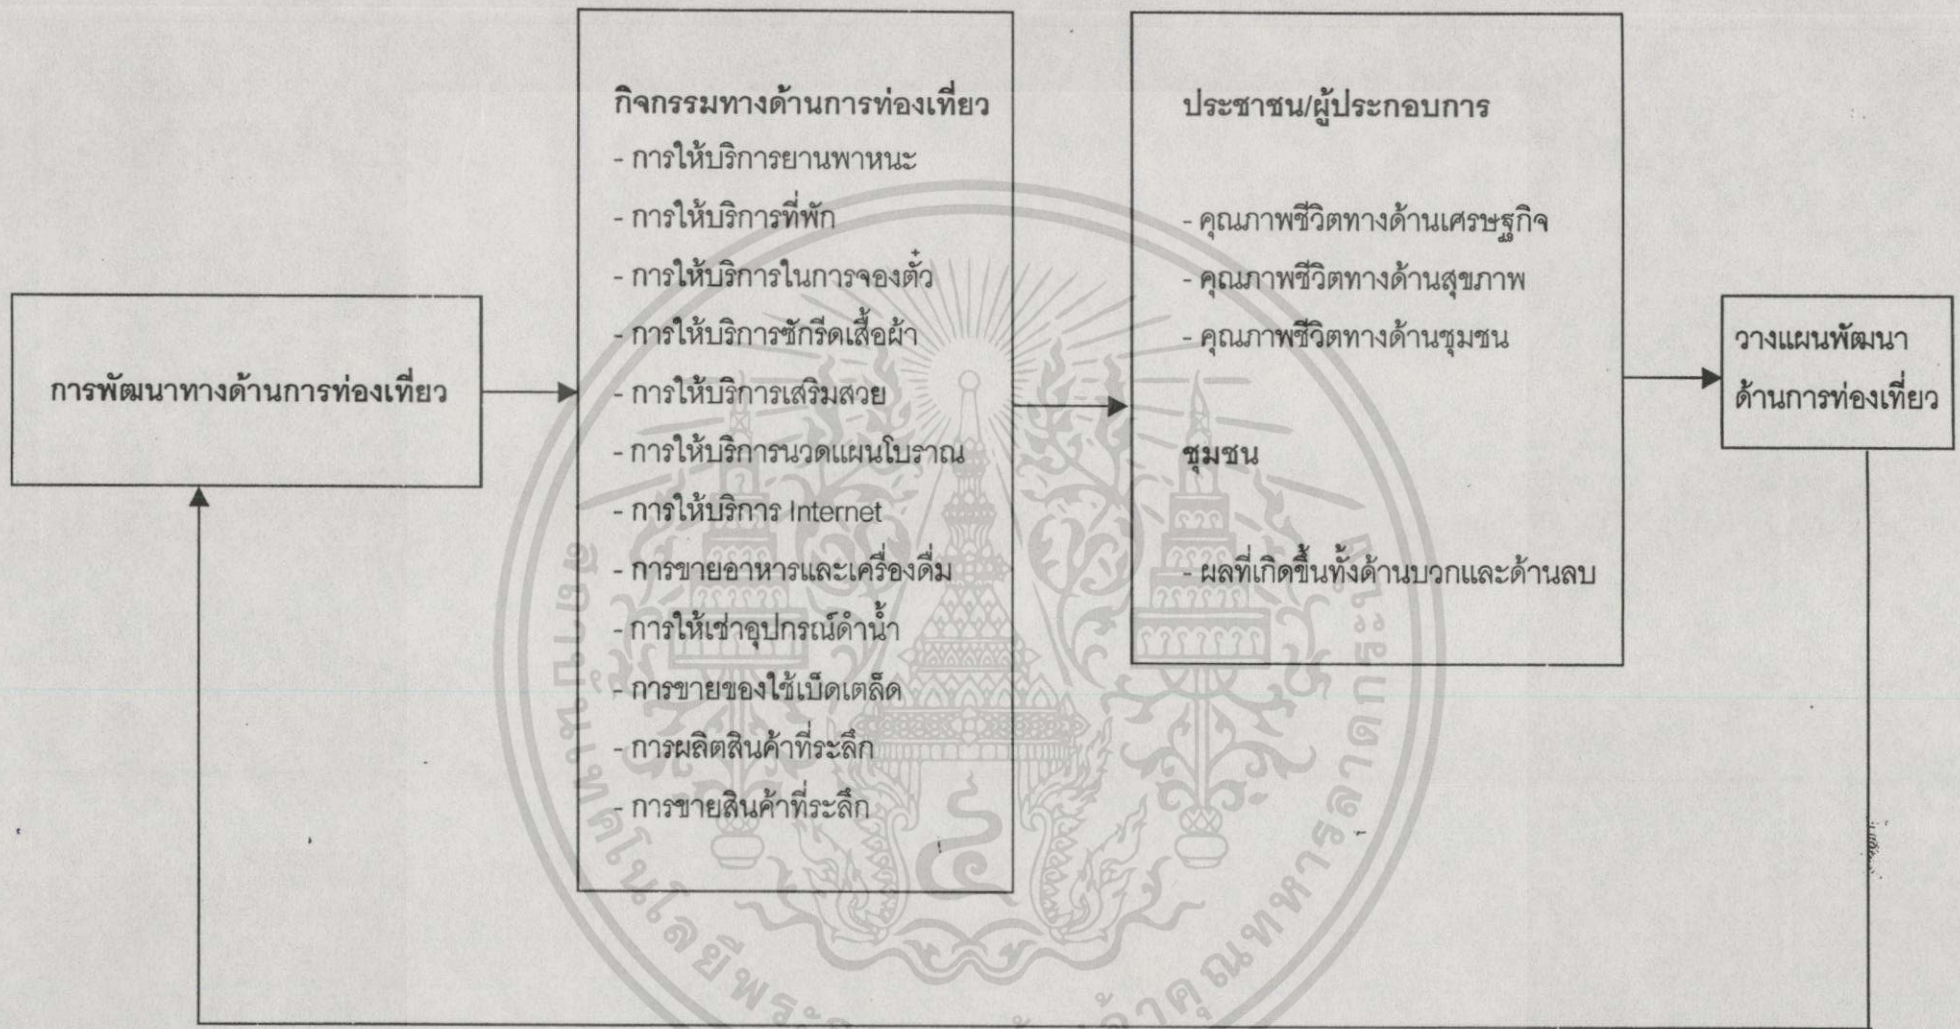 การพัฒนาทางด้านการท่องเที่ยว
กิจกรรมทางด้านการท่องเที่ยว
- การให้บริการยานพาหนะ
- การให้บริการที่พัก
- การให้บริการในการจองตั๋ว
- การให้บริการซักรีดเสื้อผ้า
- การให้บริการเสริมสวย
- การให้บริการนวดแผนโบราณ
- การให้บริการ Internet
- การขายอาหารและเครื่องดื่ม
- การให้เช่าอุปกรณ์ดำน้ำ
- การขายของใช้เบ็ดเตล็ด
- การผลิตสินค้าที่ระลึก
- การขายสินค้าที่ระลึก
ประชาชน/ผู้ประกอบการ
- คุณภาพชีวิตทางด้านเศรษฐกิจ
- คุณภาพชีวิตทางด้านสุขภาพ
- คุณภาพชีวิตทางด้านชุมชน
ชุมชน
- ผลที่เกิดขึ้นทั้งด้านบวกและด้านลบ
วางแผนพัฒนา
ด้านการท่องเที่ยว